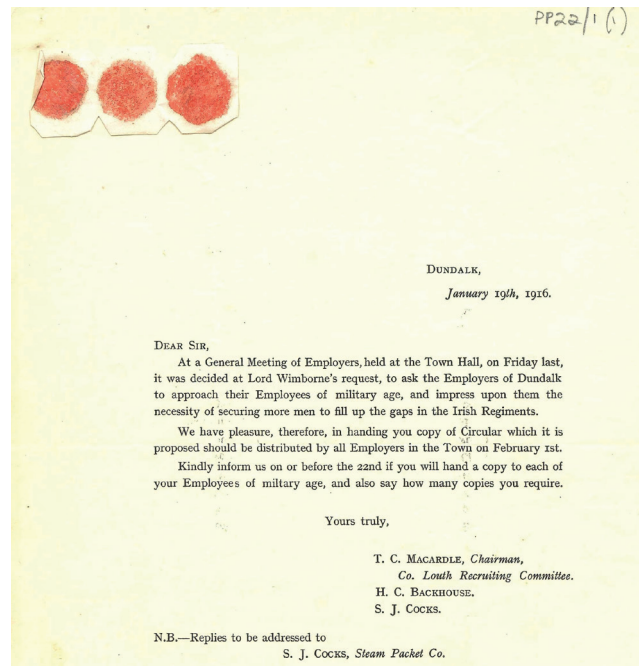 PP22/1(1)
DUNDALK,
January 19th, 1916.
DEAR SIR,
At a General Meeting of Employers, held at the Town Hall, on Friday last,
it was decided at Lord Wimborne's request, to ask the Employers of Dundalk
to approach their Employees of military age, and impress upon them the
necessity of securing more men to fill up the gaps in the Irish Regiments.
We have pleasure, therefore, in handing you copy of Circular which it is
proposed should be distributed by all Employers in the Town on February 1st.
Kindly inform us on or before the 22nd if you will hand a copy to each of
your Employees of miltary age, and also say how many copies you require.
Yours truly,
T. C. MACARDLE, Chairman,
Co. Louth Recruiting Committee.
H. C. BACKHOUSE.
S. J. COCKS.
N.B.—Replies to be addressed to
S. J. COCKS, Steam Packet Co.